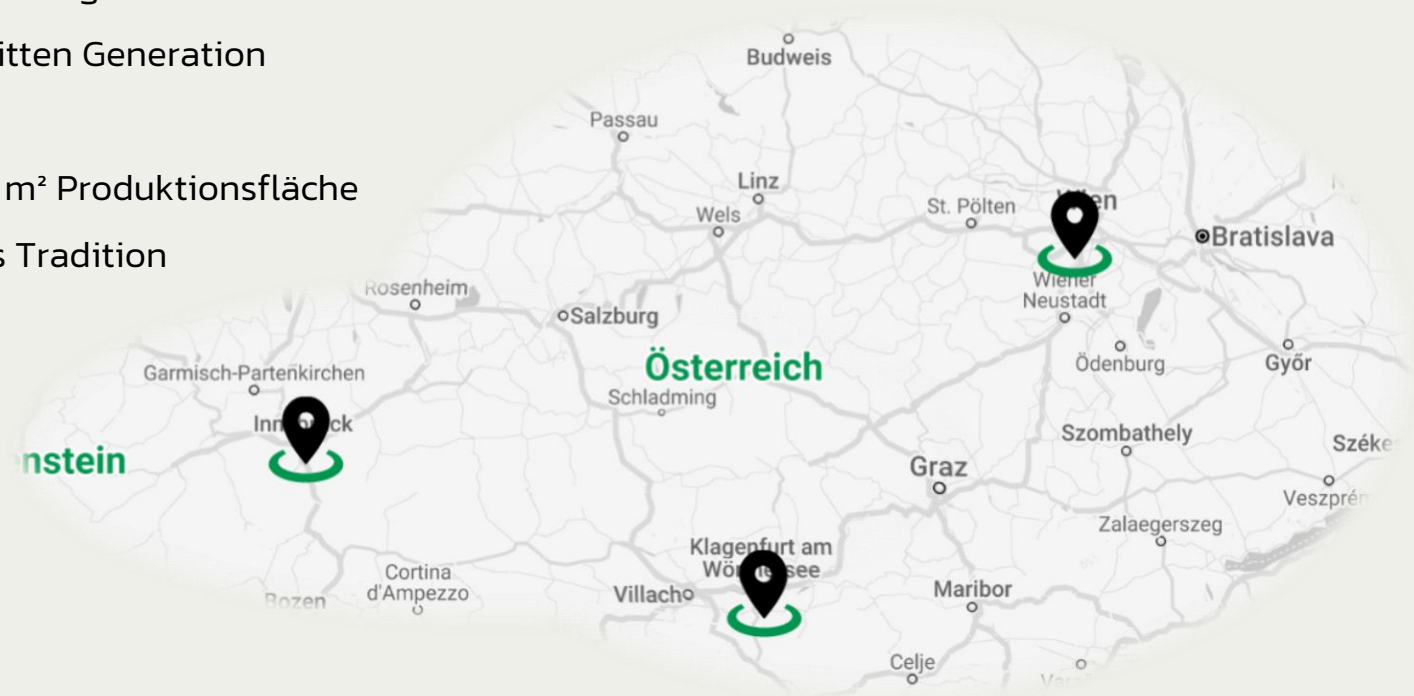 itten Generation
m² Produktionsfläche
s Tradition
Budweis
Passau
Linz
Wels
St. Pölten
Bratislava
Wiener
Neustadt
Rosenheim
Salzburg
Österreich
Schladming
Ödenburg
Győr
Garmisch-Partenkirchen
nstein
Szombathely
Széke
Graz
Veszprém
Zalaegerszeg
Klagenfurt am
Cortina
d'Ampezzo
Bozen
Villach
Maribor
Celje